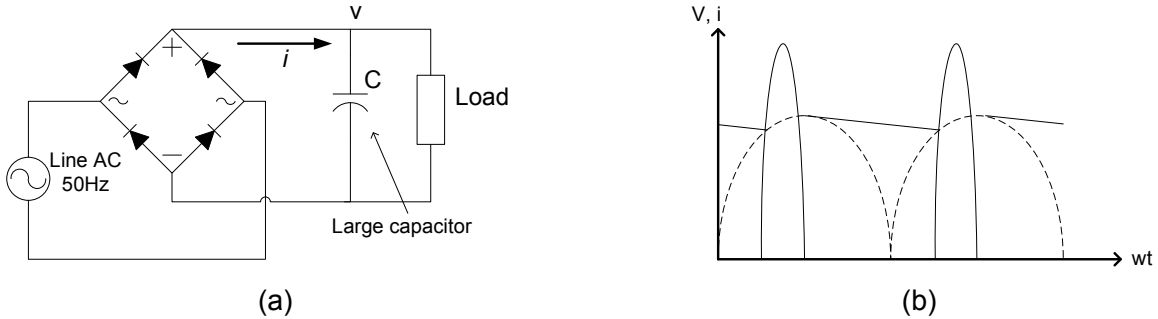 v
i
+
~
~
C
Load
Line AC
50Hz
−
Large capacitor
(a)
V, i
wt
(b)